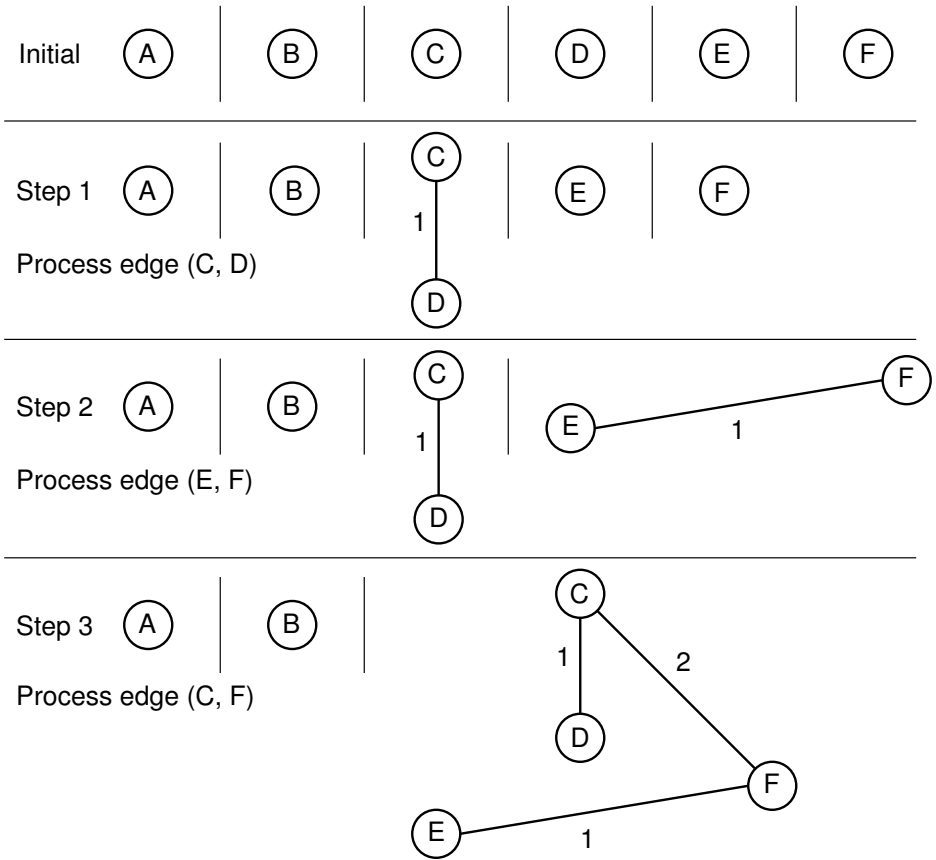 Initial A B C D E F
C
Step 1 A B E F
1
Process edge (C, D)
D
C
F
Step 2 A B
E
1 1
Process edge (E, F)
D
C
Step 3 A B
1 2
Process edge (C, F)
D
F
E
1